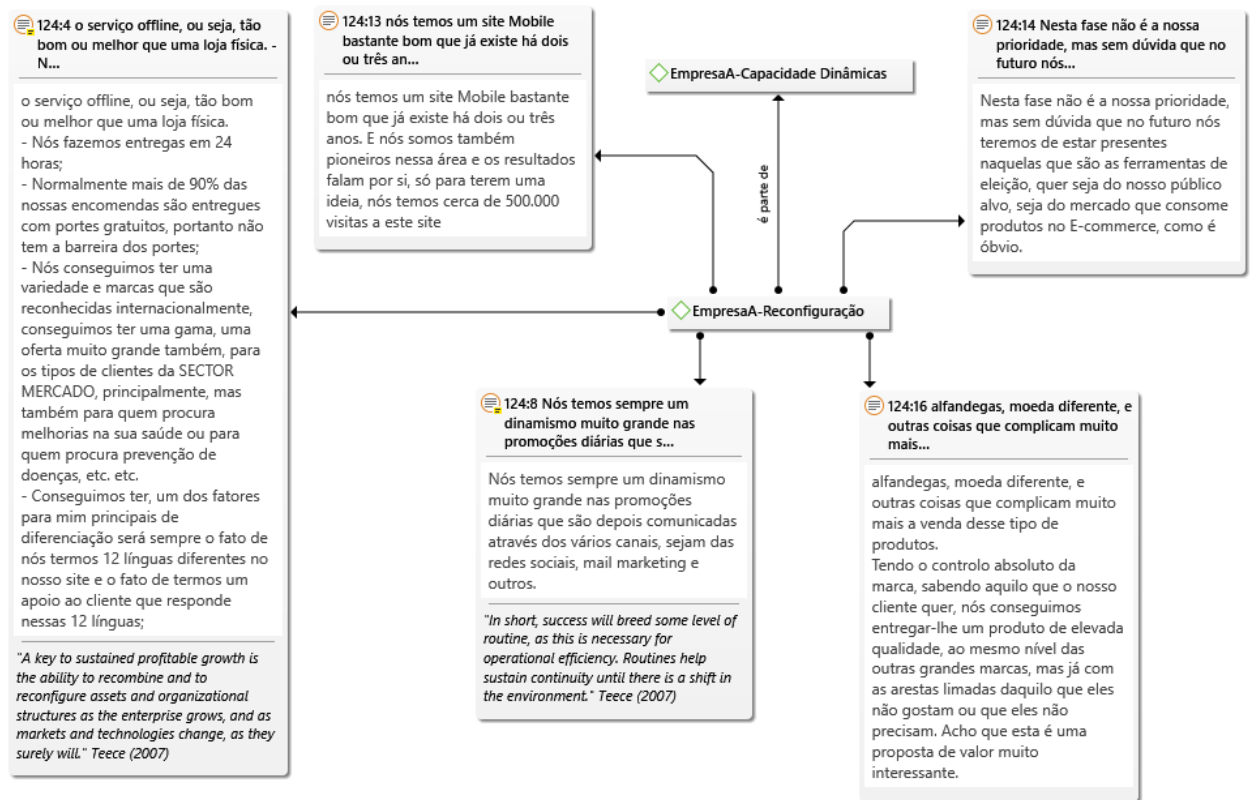 124:4 o serviço offline, ou seja, tão
bom ou melhor que uma loja física. -
N...
o serviço offline, ou seja, tão bom
ou melhor que uma loja física.
- Nós fazemos entregas em 24
horas;
- Normalmente mais de 90% das
nossas encomendas são entregues
com portes gratuitos, portanto não
tem a barreira dos portes;
- Nós conseguimos ter uma
variedade e marcas que são
reconhecidas internacionalmente,
conseguimos ter uma gama, uma
oferta muito grande também, para
os tipos de clientes da SECTOR
MERCADO, principalmente, mas
também para quem procura
melhorias na sua saúde ou para
quem procura prevenção de
doenças, etc. etc.
- Conseguimos ter, um dos fatores
para mim principais de
diferenciação será sempre o fato de
nós termos 12 línguas diferentes no
nosso site e o fato de termos um
apoio ao cliente que responde
nessas 12 línguas;
"A key to sustained profitable growth is
the ability to recombine and to
reconfigure assets and organizational
structures as the enterprise grows, and as
markets and technologies change, as they
surely will." Teece (2007)
124:13 nós temos um site Mobile
bastante bom que já existe há dois
ou três an...
nós temos um site Mobile bastante
bom que já existe há dois ou três
anos. E nós somos também
pioneiros nessa área e os resultados
falam por si, só para terem uma
ideia, nós temos cerca de 500.000
visitas a este site
EmpresaA-Capacidade Dinâmicas
é parte de
124:14 Nesta fase não é a nossa
prioridade, mas sem dúvida que no
futuro nós...
Nesta fase não é a nossa prioridade,
mas sem dúvida que no futuro nós
teremos de estar presentes
naquelas que são as ferramentas de
eleição, quer seja do nosso público
alvo, seja do mercado que consome
produtos no E-commerce, como é
óbvio.
EmpresaA-Reconfiguração
124:8 Nós temos sempre um
dinamismo muito grande nas
promoções diárias que s...
Nós temos sempre um dinamismo
muito grande nas promoções
diárias que são depois comunicadas
através dos vários canais, sejam das
redes sociais, mail marketing e
outros.
"In short, success will breed some level of
routine, as this is necessary for
operational efficiency. Routines help
sustain continuity until there is a shift in
the environment." Teece (2007)
124:16 alfandegas, moeda diferente, e
outras coisas que complicam muito
mais...
alfandegas, moeda diferente, e
outras coisas que complicam muito
mais a venda desse tipo de
produtos.
Tendo o controlo absoluto da
marca, sabendo aquilo que o nosso
cliente quer, nós conseguimos
entregar-lhe um produto de elevada
qualidade, ao mesmo nível das
outras grandes marcas, mas já com
as arestas limadas daquilo que eles
não gostam ou que eles não
precisam. Acho que esta é uma
proposta de valor muito
interessante.